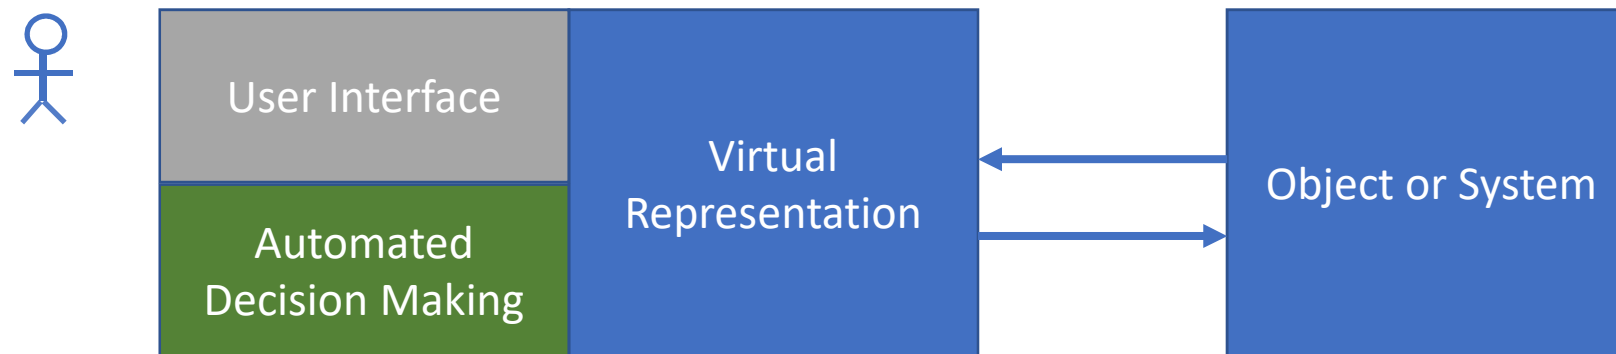 User Interface
Automated
Decision Making
Virtual
Representation
Object or System